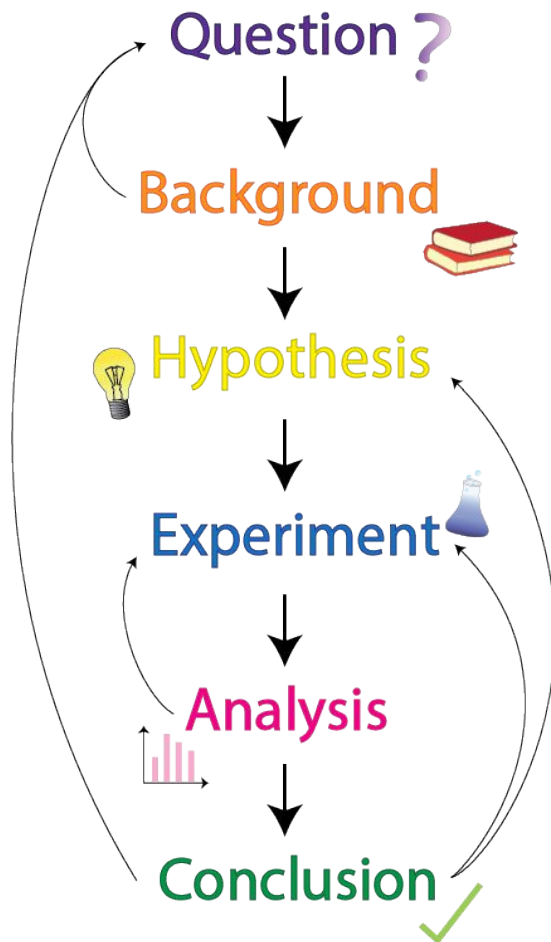 Question ?
Background
Hypothesis
Experiment
Analysis
Conclusion